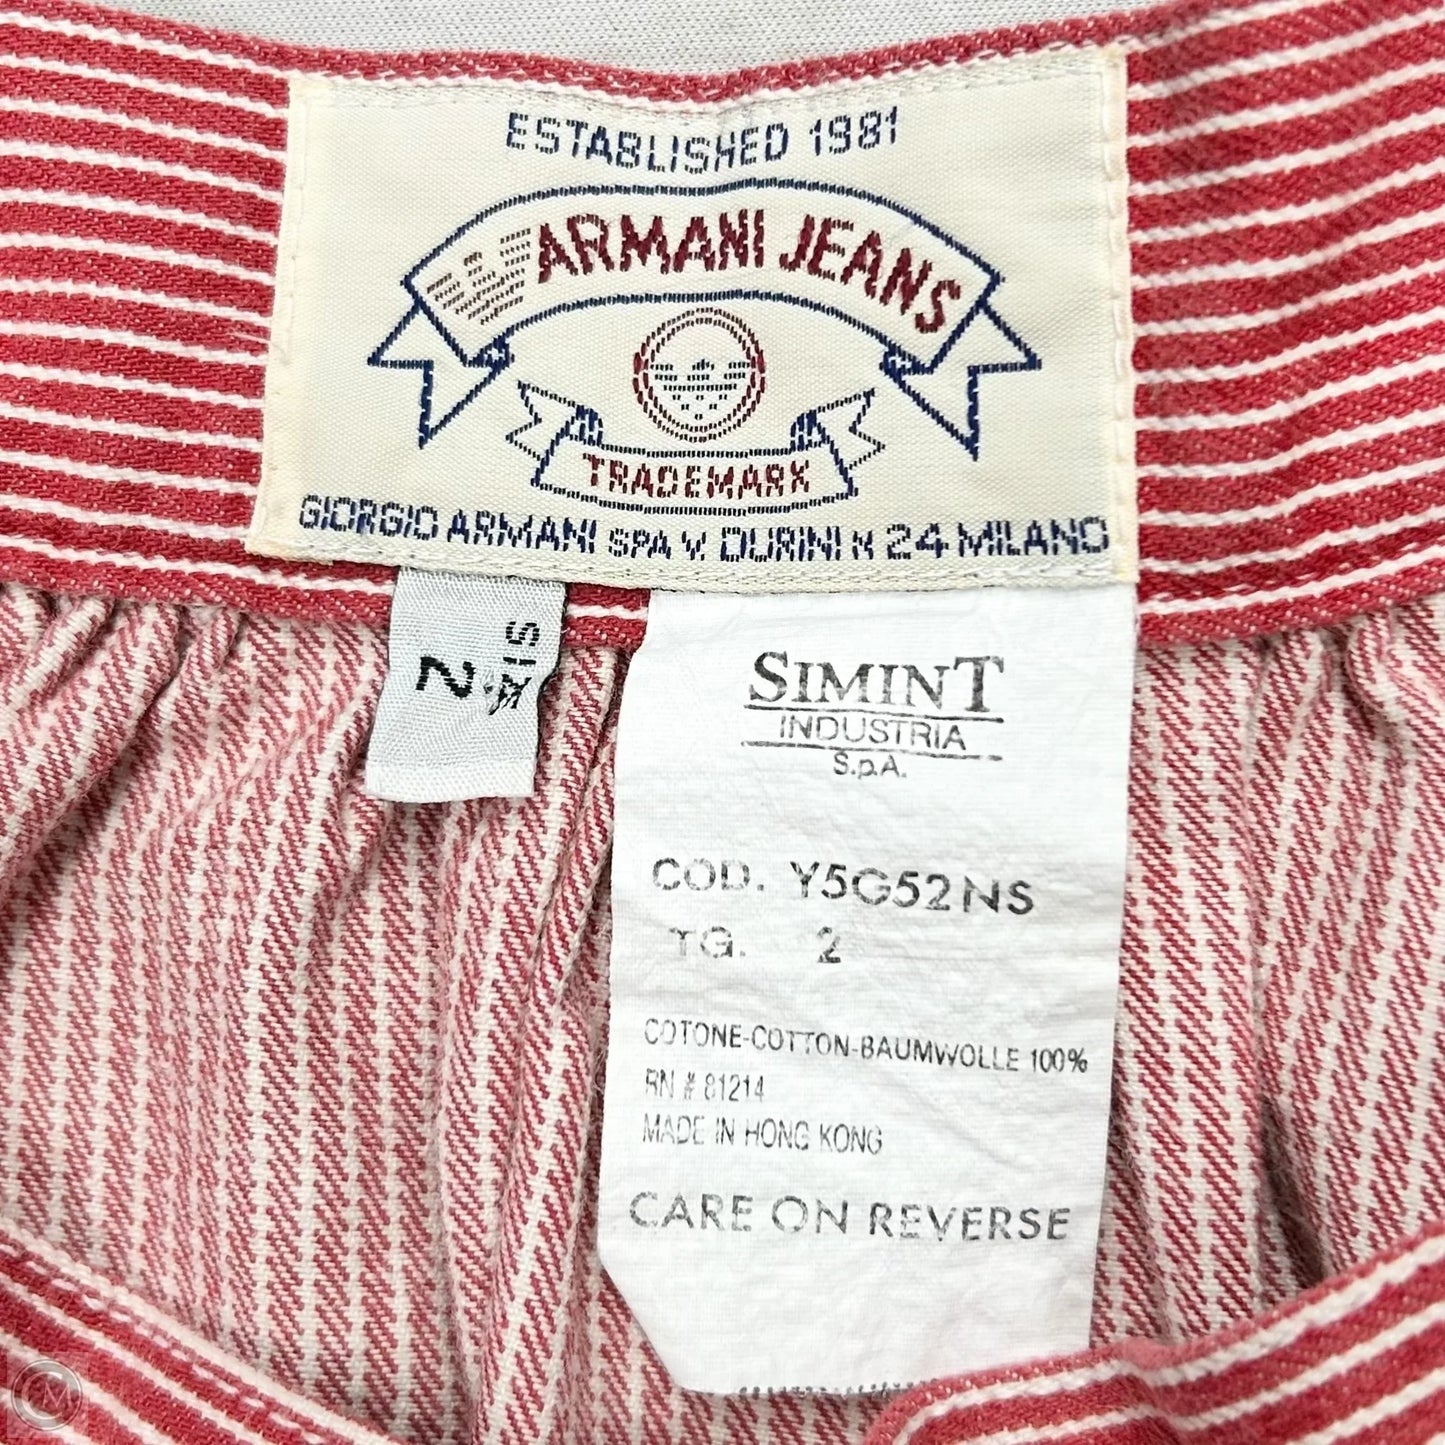 ESTABLISHED 1981
ARMANI JEANS
TRADEMARK
GIORGIO ARMANI SPA V. DURINI N 24 MILANO
2
SIMINT
INDUSTRIA
S.p.A.
COD. Y5G52NS
TG. 2
COTONE-COTTON-BAUMWOLLE 100%
RN # 81214
MADE IN HONG KONG
CARE ON REVERSE